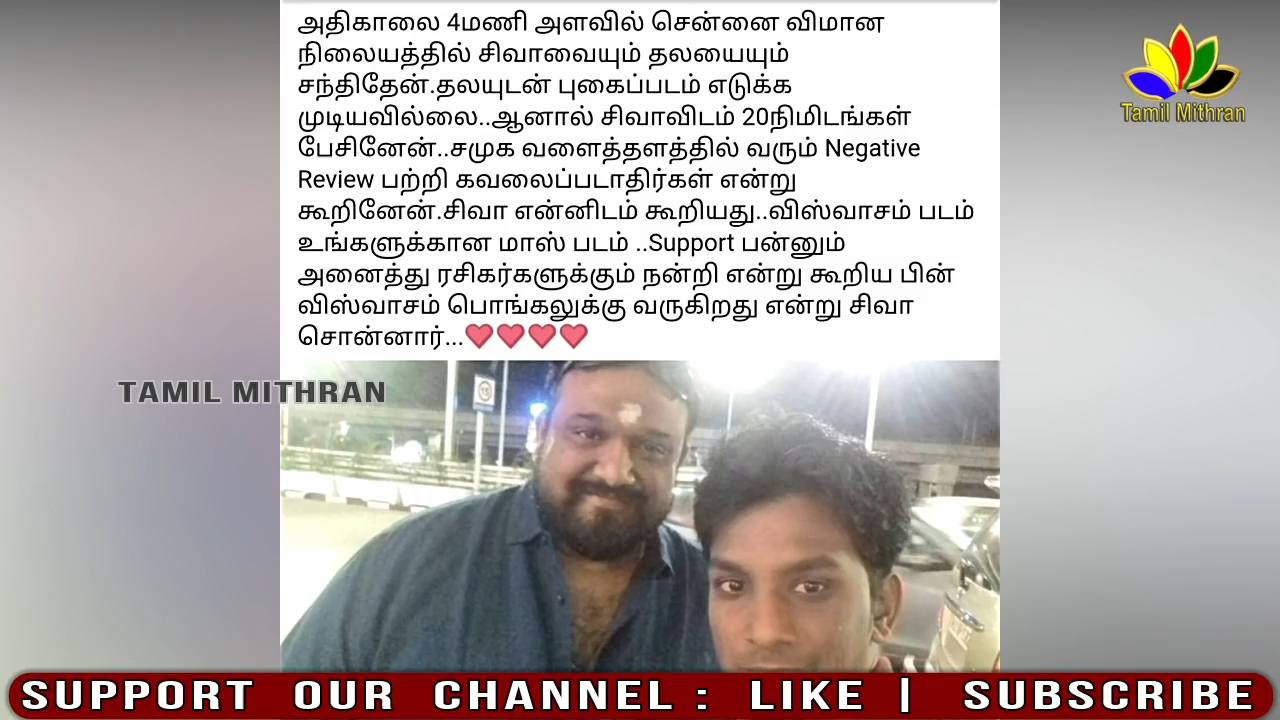 அதிகாலை 4மணி அளவில் சென்னை விமான
நிலையத்தில் சிவாவையும் தலயையும்
சந்திதேன்.தலயுடன் புகைப்படம் எடுக்க
முடியவில்லை..ஆனால் சிவாவிடம் 20நிமிடங்கள்
பேசினேன்..சமுக வளைத்தளத்தில் வரும் Negative
Review பற்றி கவலைப்படாதிர்கள் என்று
கூறினேன்.சிவா என்னிடம் கூறியது..விஸ்வாசம் படம்
உங்களுக்கான மாஸ் படம் ..Support பன்னும்
அனைத்து ரசிகர்களுக்கும் நன்றி என்று கூறிய பின்
விஸ்வாசம் பொங்கலுக்கு வருகிறது என்று சிவா
சொன்னார்...❤❤❤❤
Tamil Mithran
TAMIL MITHRAN
SUPPORT OUR CHANNEL : LIKE | SUBSCRIBE